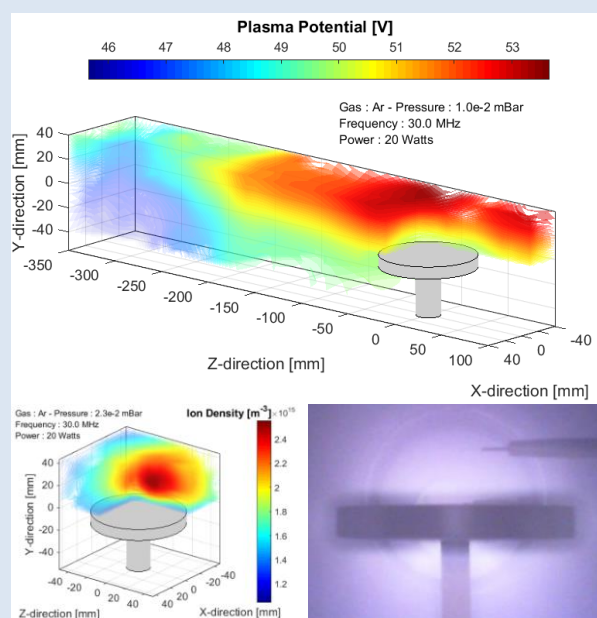 Plasma Potential [V]
46 47 48 49 50 51 52 53
Gas : Ar - Pressure : 1.0e-2 mBar
Frequency : 30.0 MHz
Power : 20 Watts
40
20
0
-20
-40
Y-direction [mm]
-350
-300
-250
-200
-150
-100
-50
0
50
100
Z-direction [mm]
-40
0
40
X-direction [mm]
Gas : Ar - Pressure : 2.3e-2 mBar
Frequency : 30.0 MHz
Power : 20 Watts
Ion Density [m⁻³]
×10¹⁵
2.4
2.2
2
1.8
1.6
1.4
1.2
40
20
0
-20
-40
Y-direction [mm]
-40
-20
0
20
40
Z-direction [mm]
-40
-20
0
20
40
X-direction [mm]